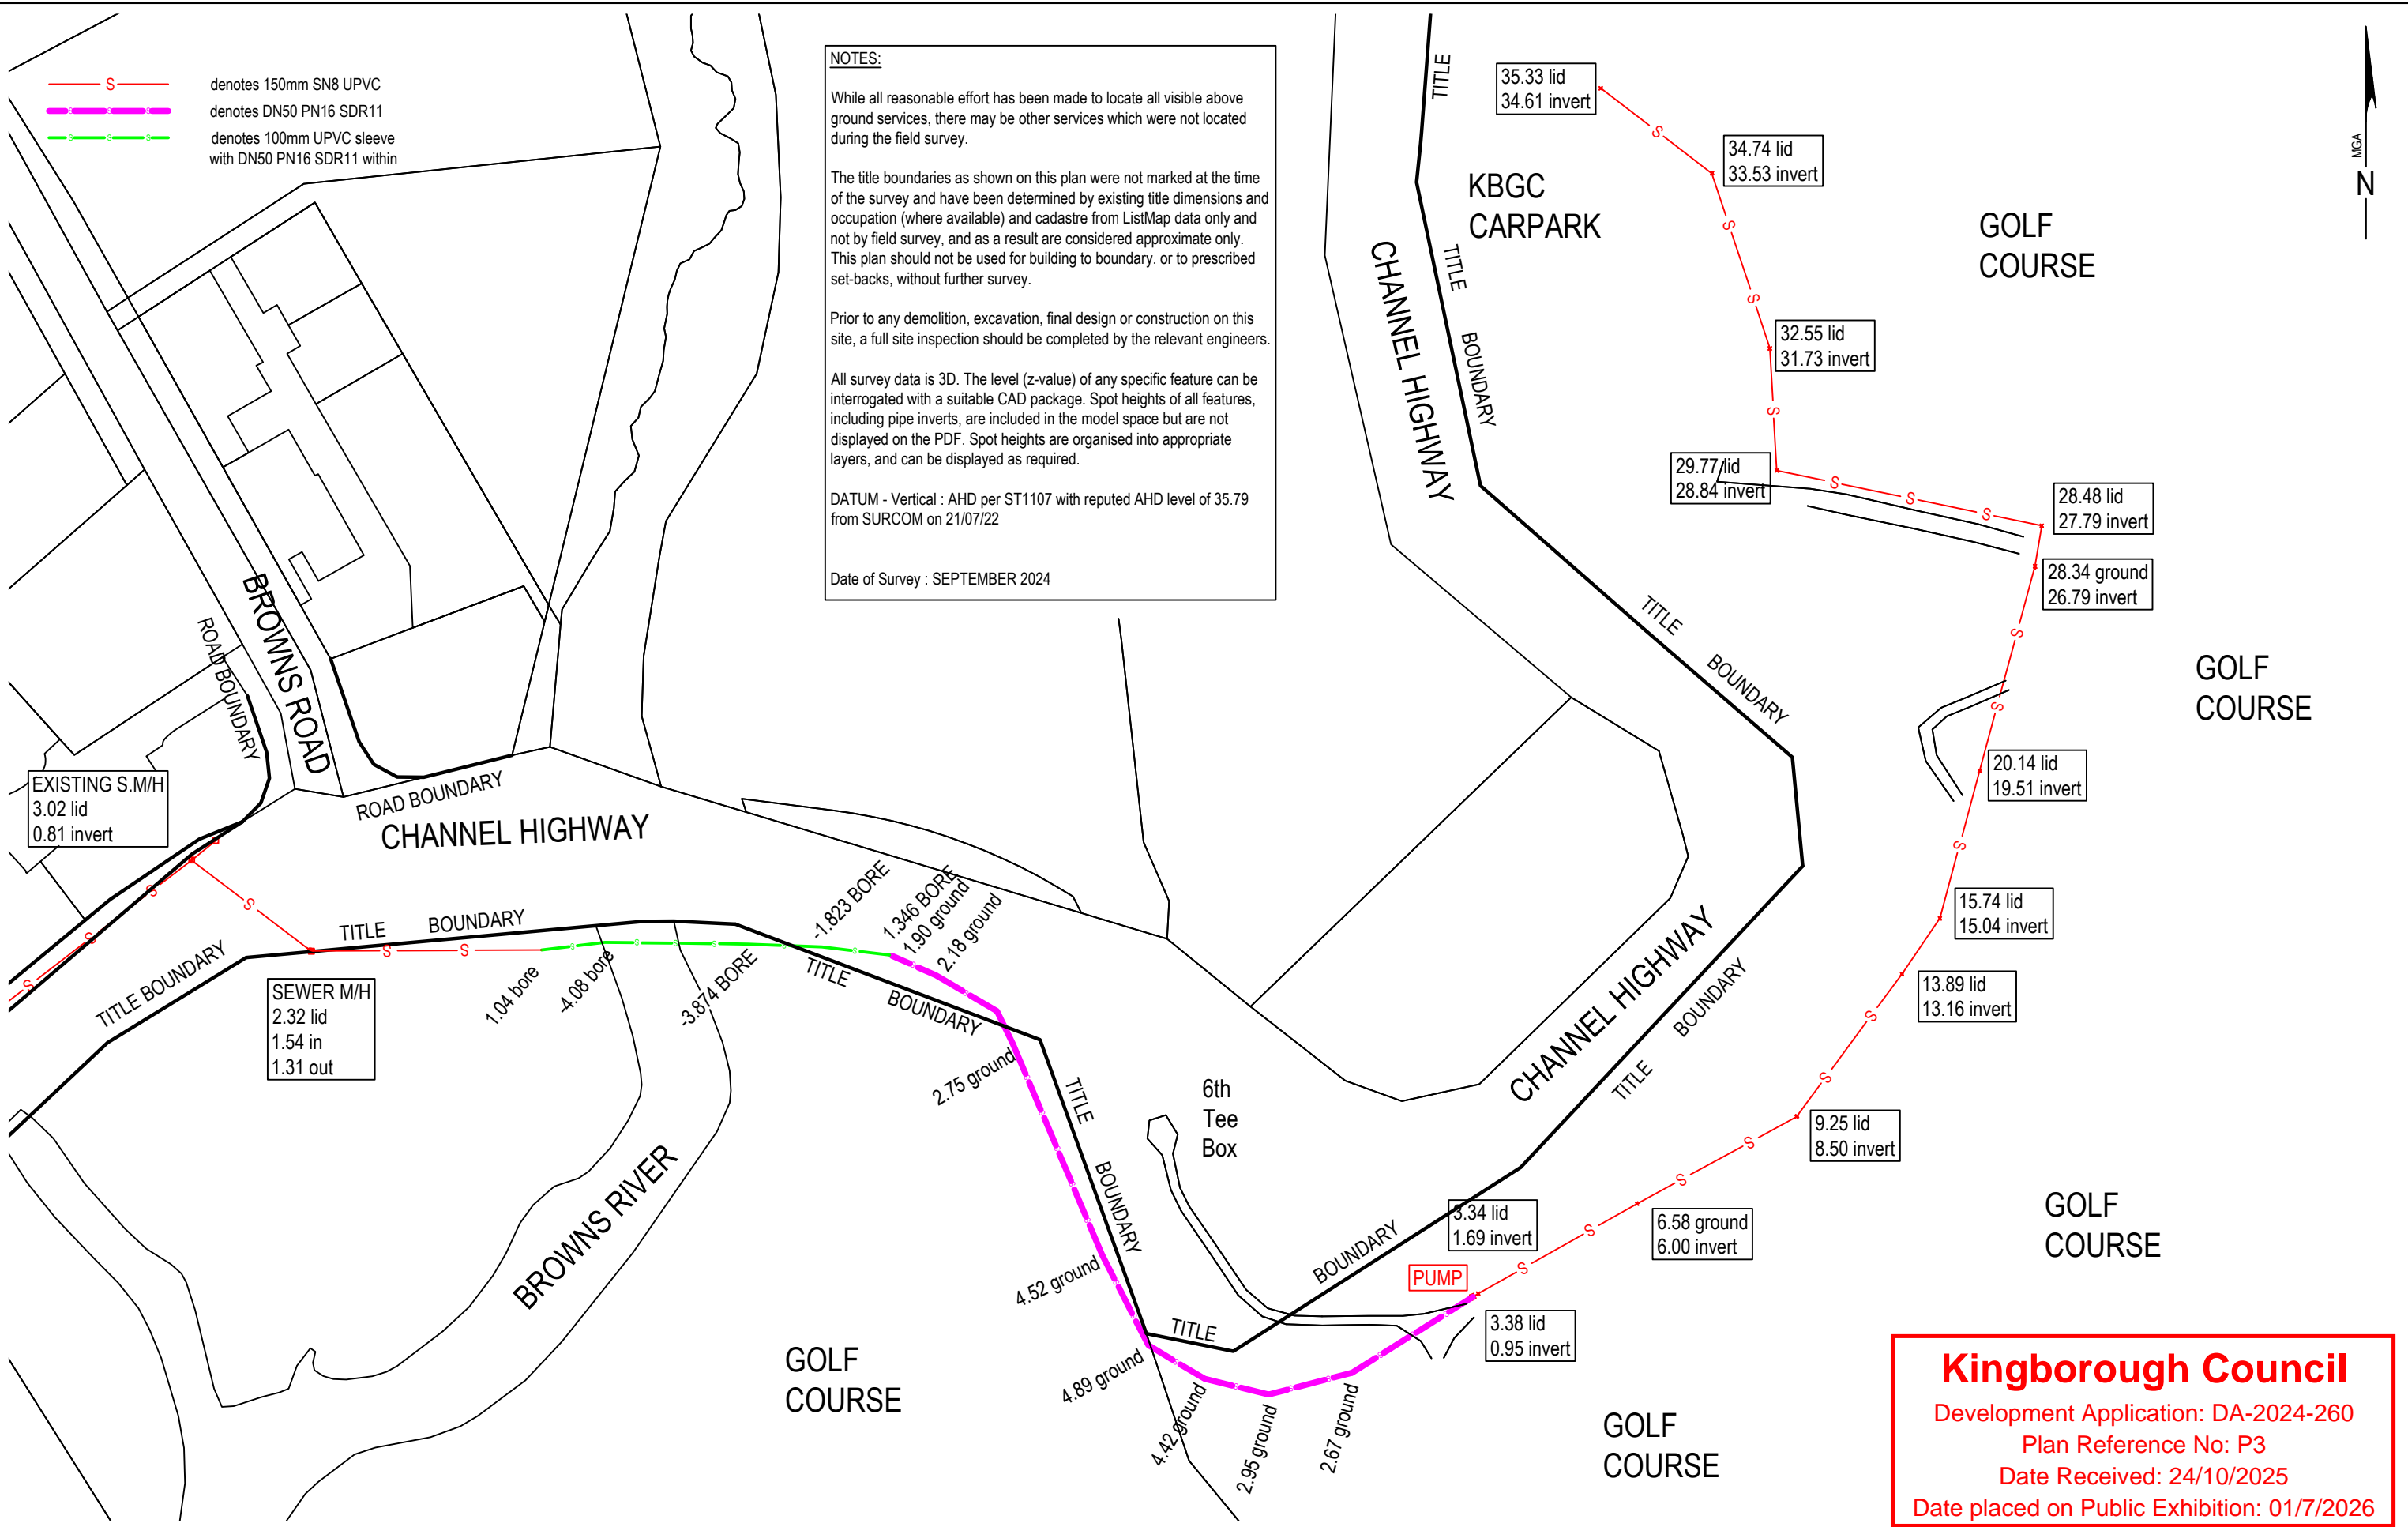 S denotes 150mm SN8 UPVC
denotes DN50 PN16 SDR11
denotes 100mm UPVC sleeve
with DN50 PN16 SDR11 within
NOTES:
While all reasonable effort has been made to locate all visible above
ground services, there may be other services which were not located
during the field survey.
The title boundaries as shown on this plan were not marked at the time
of the survey and have been determined by existing title dimensions and
occupation (where available) and cadastre from ListMap data only and
not by field survey, and as a result are considered approximate only.
This plan should not be used for building to boundary. or to prescribed
set-backs, without further survey.
Prior to any demolition, excavation, final design or construction on this
site, a full site inspection should be completed by the relevant engineers.
All survey data is 3D. The level (z-value) of any specific feature can be
interrogated with a suitable CAD package. Spot heights of all features,
including pipe inverts, are included in the model space but are not
displayed on the PDF. Spot heights are organised into appropriate
layers, and can be displayed as required.
DATUM - Vertical : AHD per ST1107 with reputed AHD level of 35.79
from SURCOM on 21/07/22
Date of Survey : SEPTEMBER 2024
TITLE
35.33 lid
34.61 invert
S
34.74 lid
33.53 invert
MGA
N
KBGC
CARPARK
S
GOLF
COURSE
CHANNEL HIGHWAY
TITLE
BOUNDARY
S
32.55 lid
31.73 invert
S
29.77 lid
28.84 invert
S
S
S
28.48 lid
27.79 invert
28.34 ground
26.79 invert
S
TITLE
BOUNDARY
GOLF
COURSE
S
20.14 lid
19.51 invert
S
15.74 lid
15.04 invert
13.89 lid
13.16 invert
S
S
9.25 lid
8.50 invert
S
S
6.58 ground
6.00 invert
S
S
3.34 lid
1.69 invert
PUMP
3.38 lid
0.95 invert
CHANNEL HIGHWAY
BOUNDARY
TITLE
BOUNDARY
TITLE
BROWNS ROAD
ROAD BOUNDARY
ROAD BOUNDARY
EXISTING S.M/H
3.02 lid
0.81 invert
CHANNEL HIGHWAY
S
S
S
S
TITLE BOUNDARY
TITLE
BOUNDARY
S
S
SEWER M/H
2.32 lid
1.54 in
1.31 out
1.04 bore
-4.08 bore
-3.874 BORE
-1.823 BORE
1.346 BORE
1.90 ground
2.18 ground
TITLE
BOUNDARY
2.75 ground
TITLE
BOUNDARY
6th
Tee
Box
BROWNS RIVER
4.52 ground
4.89 ground
4.42 ground
2.95 ground
2.67 ground
GOLF
COURSE
GOLF
COURSE
GOLF
COURSE
Kingborough Council
Development Application: DA-2024-260
Plan Reference No: P3
Date Received: 24/10/2025
Date placed on Public Exhibition: 01/7/2026